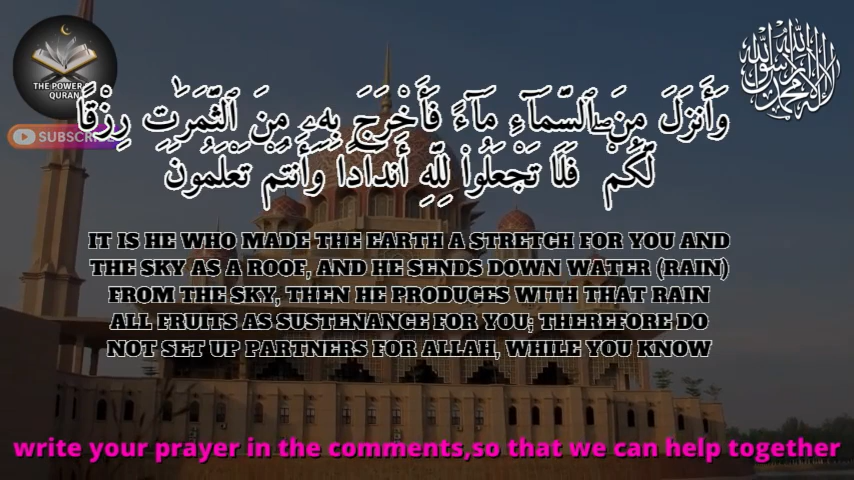 THE POWER OF
QURAN
SUBSCRI
وَأَنزَلَ مِنَ ٱلسَّمَآءِ مَآءً فَأَخْرَجَ بِهِۦ مِنَ ٱلثَّمَرَٰتِ رِزْقًا
لَّكُمْ ۖ فَلَا تَجْعَلُوا۟ لِلَّهِ أَندَادًا وَأَنتُمْ تَعْلَمُونَ
IT IS HE WHO MADE THE EARTH A STRETCH FOR YOU AND
THE SKY AS A ROOF, AND HE SENDS DOWN WATER (RAIN)
FROM THE SKY, THEN HE PRODUCES WITH THAT RAIN
ALL FRUITS AS SUSTENANCE FOR YOU; THEREFORE DO
NOT SET UP PARTNERS FOR ALLAH, WHILE YOU KNOW
write your prayer in the comments,so that we can help together